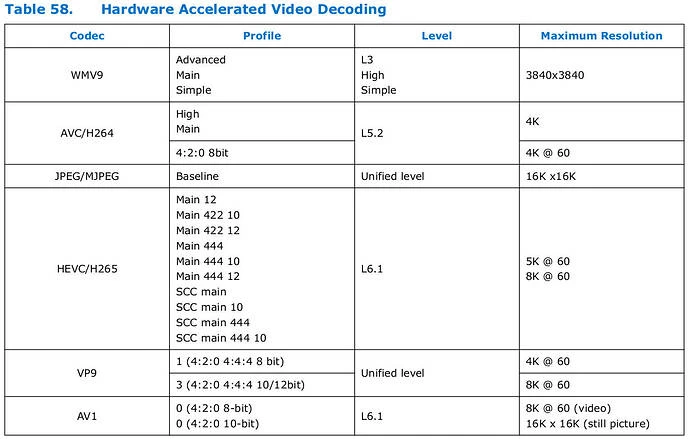 Table 58. Hardware Accelerated Video Decoding
Codec Profile Level Maximum Resolution
WMV9
Advanced
Main
Simple
L3
High
Simple
3840x3840
AVC/H264
High
Main
L5.2
4K
4:2:0 8bit
4K @ 60
JPEG/MJPEG Baseline Unified level 16K x16K
HEVC/H265
Main 12
Main 422 10
Main 422 12
Main 444
Main 444 10
Main 444 12
SCC main
SCC main 10
SCC main 444
SCC main 444 10
L6.1
5K @ 60
8K @ 60
VP9
1 (4:2:0 4:4:4 8 bit)
Unified level
4K @ 60
3 (4:2:0 4:4:4 10/12bit)
8K @ 60
AV1
0 (4:2:0 8-bit)
0 (4:2:0 10-bit)
L6.1
8K @ 60 (video)
16K x 16K (still picture)